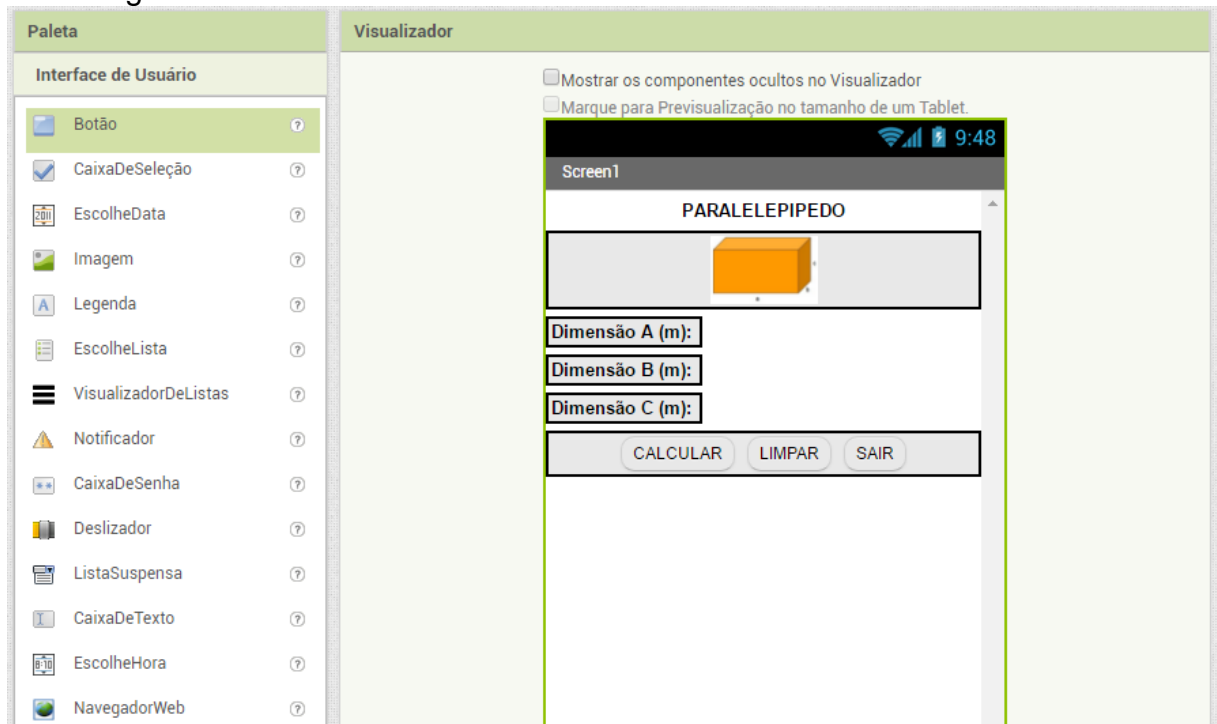 Paleta
Visualizador
Interface de Usuário
Mostrar os componentes ocultos no Visualizador
Marque para Previsualização no tamanho de um Tablet.
Botão ?
CaixaDeSeleção ?
EscolheData ?
Imagem ?
Legenda ?
EscolheLista ?
VisualizadorDeListas ?
Notificador ?
CaixaDeSenha ?
Deslizador ?
ListaSuspensa ?
CaixaDeTexto ?
EscolheHora ?
NavegadorWeb ?
9:48
Screen1
PARALELEPIPEDO
Dimensão A (m):
Dimensão B (m):
Dimensão C (m):
CALCULAR LIMPAR SAIR